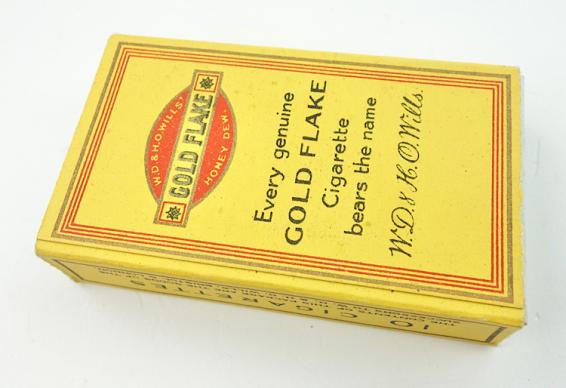 W.D. & H.O. WILLS'
GOLD FLAKE
HONEY DEW.
Every genuine
GOLD FLAKE
Cigarette
bears the name
W.D. & H.O. Wills.
10 CIGARETTES